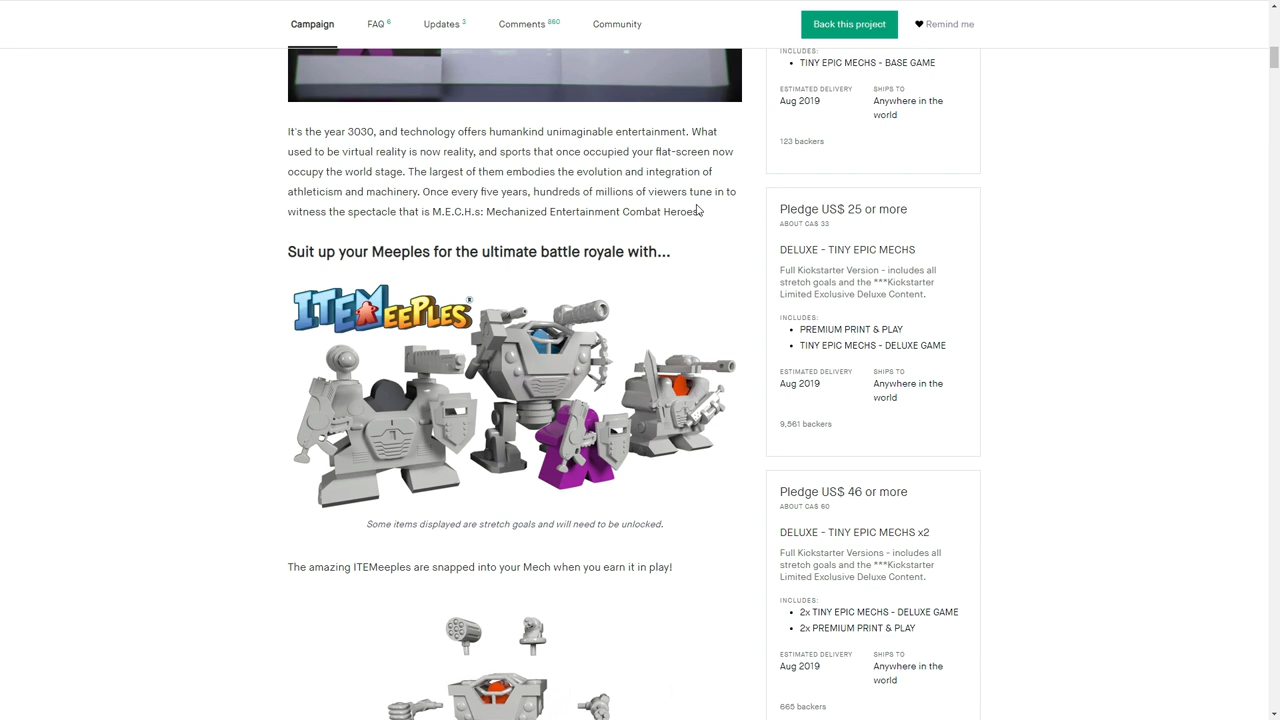 Campaign
FAQ 6
Updates 3
Comments 860
Community
Back this project
Remind me
It's the year 3030, and technology offers humankind unimaginable entertainment. What
used to be virtual reality is now reality, and sports that once occupied your flat-screen now
occupy the world stage. The largest of them embodies the evolution and integration of
athleticism and machinery. Once every five years, hundreds of millions of viewers tune in to
witness the spectacle that is M.E.C.H.s: Mechanized Entertainment Combat Heroes.
Suit up your Meeples for the ultimate battle royale with...
ITEMEEPLES®
Some items displayed are stretch goals and will need to be unlocked.
The amazing ITEMeeples are snapped into your Mech when you earn it in play!
INCLUDES:
• TINY EPIC MECHS - BASE GAME
ESTIMATED DELIVERY
Aug 2019
SHIPS TO
Anywhere in the
world
123 backers
Pledge US$ 25 or more
ABOUT CA$ 33
DELUXE - TINY EPIC MECHS
Full Kickstarter Version - includes all
stretch goals and the ***Kickstarter
Limited Exclusive Deluxe Content.
INCLUDES:
• PREMIUM PRINT & PLAY
• TINY EPIC MECHS - DELUXE GAME
ESTIMATED DELIVERY
Aug 2019
SHIPS TO
Anywhere in the
world
9,561 backers
Pledge US$ 46 or more
ABOUT CA$ 60
DELUXE - TINY EPIC MECHS x2
Full Kickstarter Versions - includes all
stretch goals and the ***Kickstarter
Limited Exclusive Deluxe Content.
INCLUDES:
• 2x TINY EPIC MECHS - DELUXE GAME
• 2x PREMIUM PRINT & PLAY
ESTIMATED DELIVERY
Aug 2019
SHIPS TO
Anywhere in the
world
665 backers